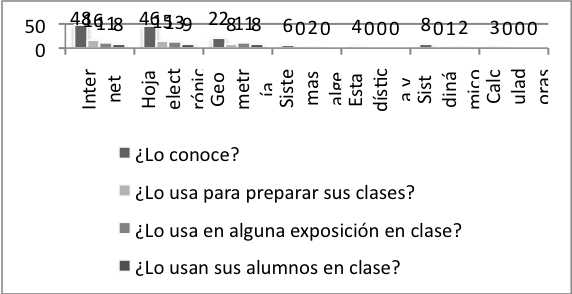 50
0
48 16 11 8 46 15 13 9 22 8 11 8 6 0 2 0 4 0 0 0 8 0 1 2 3 0 0 0
Inter
net
Hoja
elect
rónic
Geo
metr
ía
Siste
mas
alge
Esta
dístic
a y
Sist
diná
mico
Calc
ulad
oras
¿Lo conoce?
¿Lo usa para preparar sus clases?
¿Lo usa en alguna exposición en clase?
¿Lo usan sus alumnos en clase?